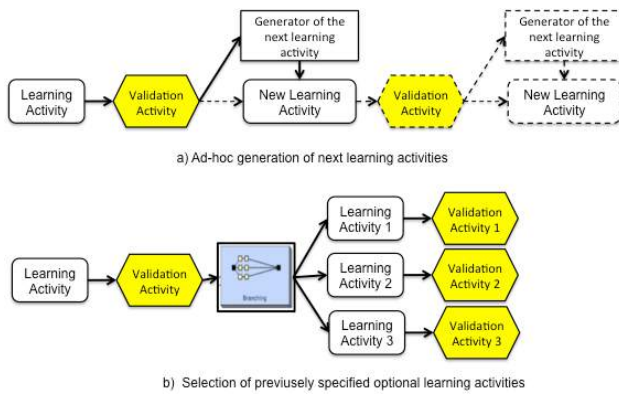 Generator of the
next learning
activity
Generator of the
next learning
activity
Learning
Activity
Validation
Activity
New Learning
Activity
Validation
Activity
New Learning
Activity
a) Ad-hoc generation of next learning activities
Learning
Activity
Validation
Activity
Branching
Learning
Activity 1
Validation
Activity 1
Learning
Activity 2
Validation
Activity 2
Learning
Activity 3
Validation
Activity 3
b) Selection of previusely specified optional learning activities